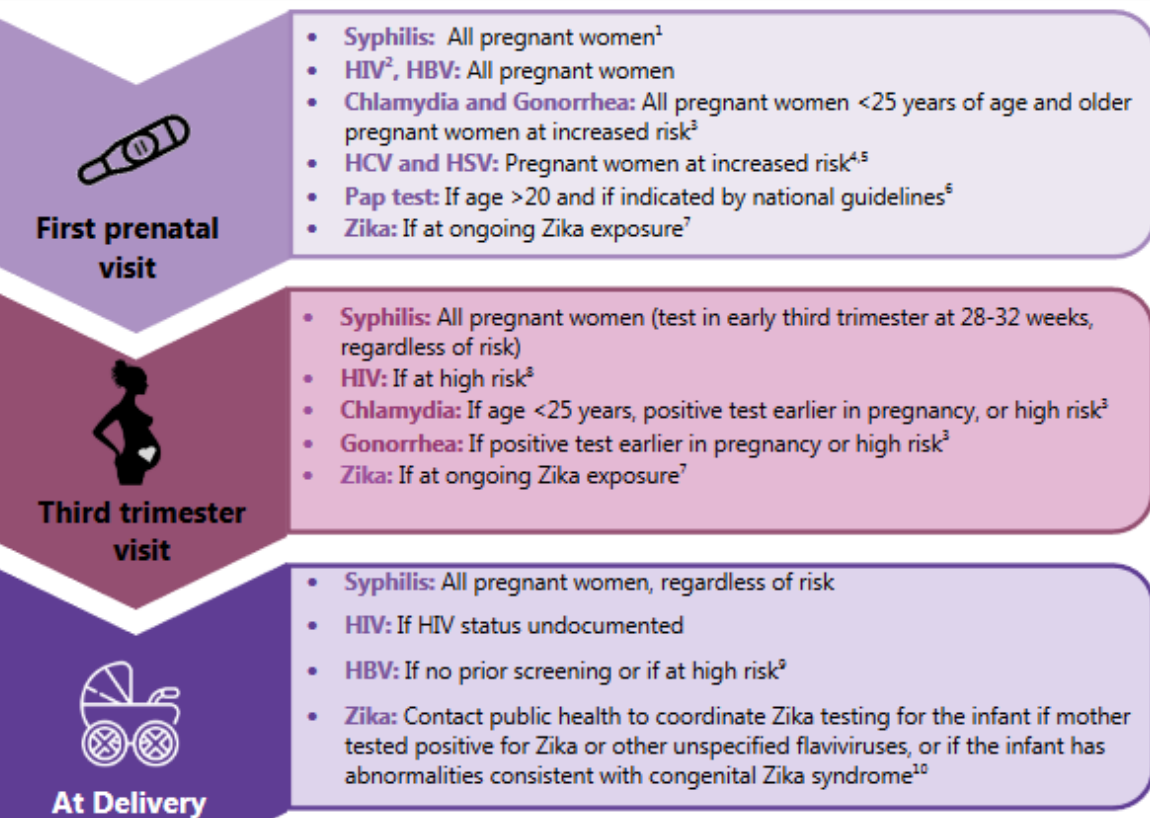 • Syphilis: All pregnant women¹
• HIV², HBV: All pregnant women
• Chlamydia and Gonorrhea: All pregnant women <25 years of age and older
pregnant women at increased risk³
• HCV and HSV: Pregnant women at increased risk⁴,⁵
• Pap test: If age >20 and if indicated by national guidelines⁶
• Zika: If at ongoing Zika exposure⁷
First prenatal
visit
• Syphilis: All pregnant women (test in early third trimester at 28-32 weeks,
regardless of risk)
• HIV: If at high risk⁸
• Chlamydia: If age <25 years, positive test earlier in pregnancy, or high risk³
• Gonorrhea: If positive test earlier in pregnancy or high risk³
• Zika: If at ongoing Zika exposure⁷
Third trimester
visit
• Syphilis: All pregnant women, regardless of risk
• HIV: If HIV status undocumented
• HBV: If no prior screening or if at high risk⁹
• Zika: Contact public health to coordinate Zika testing for the infant if mother
tested positive for Zika or other unspecified flaviviruses, or if the infant has
abnormalities consistent with congenital Zika syndrome¹⁰
At Delivery